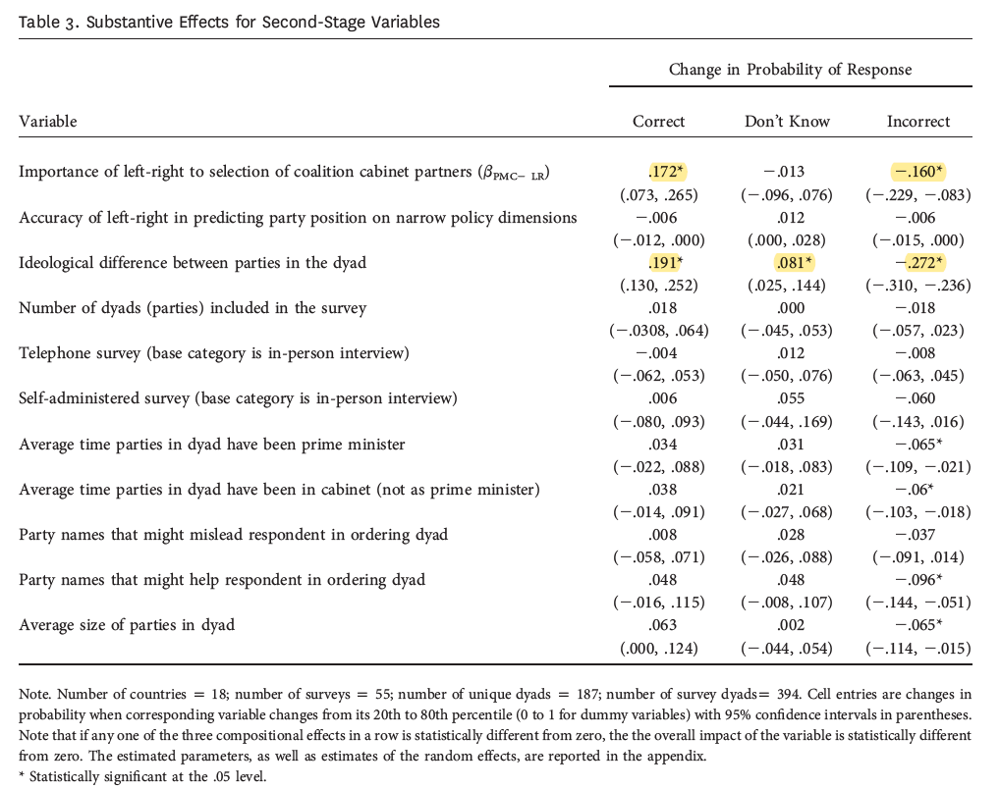 Table 3. Substantive Effects for Second-Stage Variables
Change in Probability of Response
Variable Correct Don't Know Incorrect
Importance of left-right to selection of coalition cabinet partners (βPMC− LR) .172* −.013 −.160*
(.073, .265) (−.096, .076) (−.229, −.083)
Accuracy of left-right in predicting party position on narrow policy dimensions −.006 .012 −.006
(−.012, .000) (.000, .028) (−.015, .000)
Ideological difference between parties in the dyad .191* .081* −.272*
(.130, .252) (.025, .144) (−.310, −.236)
Number of dyads (parties) included in the survey .018 .000 −.018
(−.0308, .064) (−.045, .053) (−.057, .023)
Telephone survey (base category is in-person interview) −.004 .012 −.008
(−.062, .053) (−.050, .076) (−.063, .045)
Self-administered survey (base category is in-person interview) .006 .055 −.060
(−.080, .093) (−.044, .169) (−.143, .016)
Average time parties in dyad have been prime minister .034 .031 −.065*
(−.022, .088) (−.018, .083) (−.109, −.021)
Average time parties in dyad have been in cabinet (not as prime minister) .038 .021 −.06*
(−.014, .091) (−.027, .068) (−.103, −.018)
Party names that might mislead respondent in ordering dyad .008 .028 −.037
(−.058, .071) (−.026, .088) (−.091, .014)
Party names that might help respondent in ordering dyad .048 .048 −.096*
(−.016, .115) (−.008, .107) (−.144, −.051)
Average size of parties in dyad .063 .002 −.065*
(.000, .124) (−.044, .054) (−.114, −.015)
Note. Number of countries = 18; number of surveys = 55; number of unique dyads = 187; number of survey dyads= 394. Cell entries are changes in
probability when corresponding variable changes from its 20th to 80th percentile (0 to 1 for dummy variables) with 95% confidence intervals in parentheses.
Note that if any one of the three compositional effects in a row is statistically different from zero, the the overall impact of the variable is statistically different
from zero. The estimated parameters, as well as estimates of the random effects, are reported in the appendix.
* Statistically significant at the .05 level.